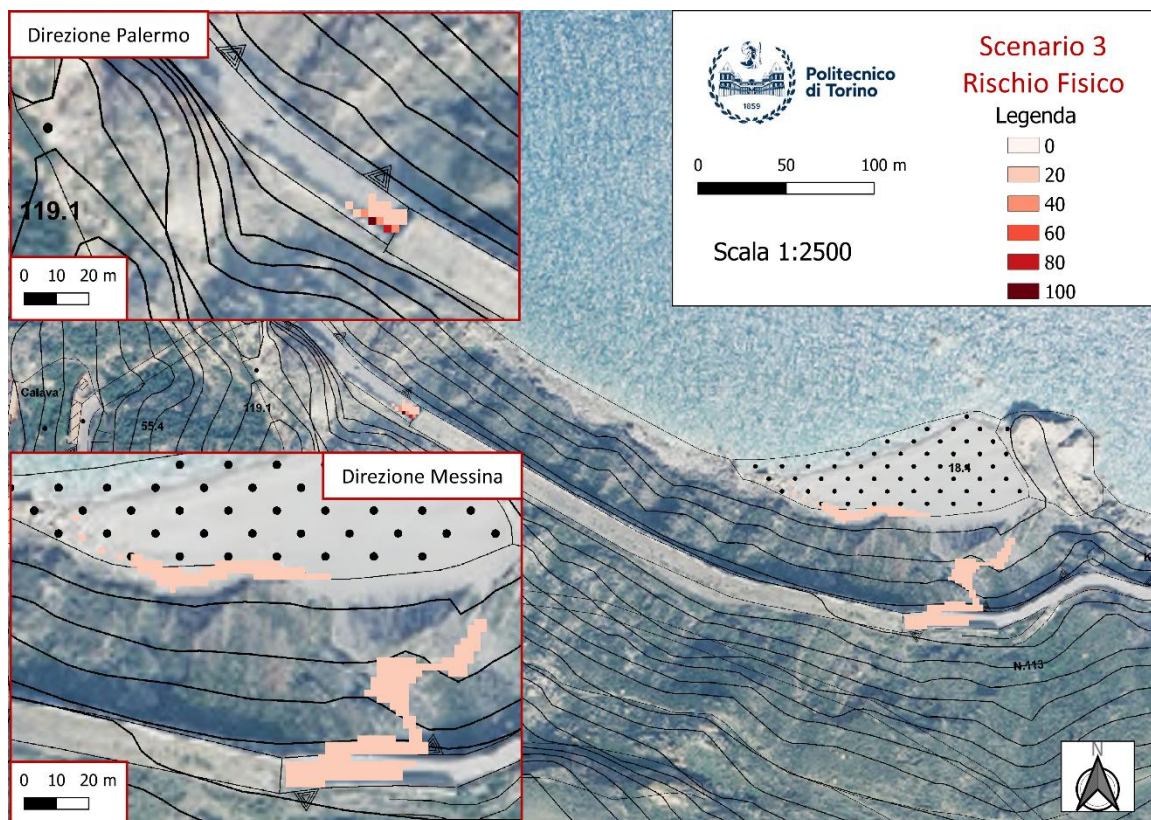 Direzione Palermo
119.1
0 10 20 m
1859
Politecnico
di Torino
0 50 100 m
Scala 1:2500
Scenario 3
Rischio Fisico
Legenda
0
20
40
60
80
100
Calava'
55.4
119.1
18.4
N.113
K
Direzione Messina
0 10 20 m
N